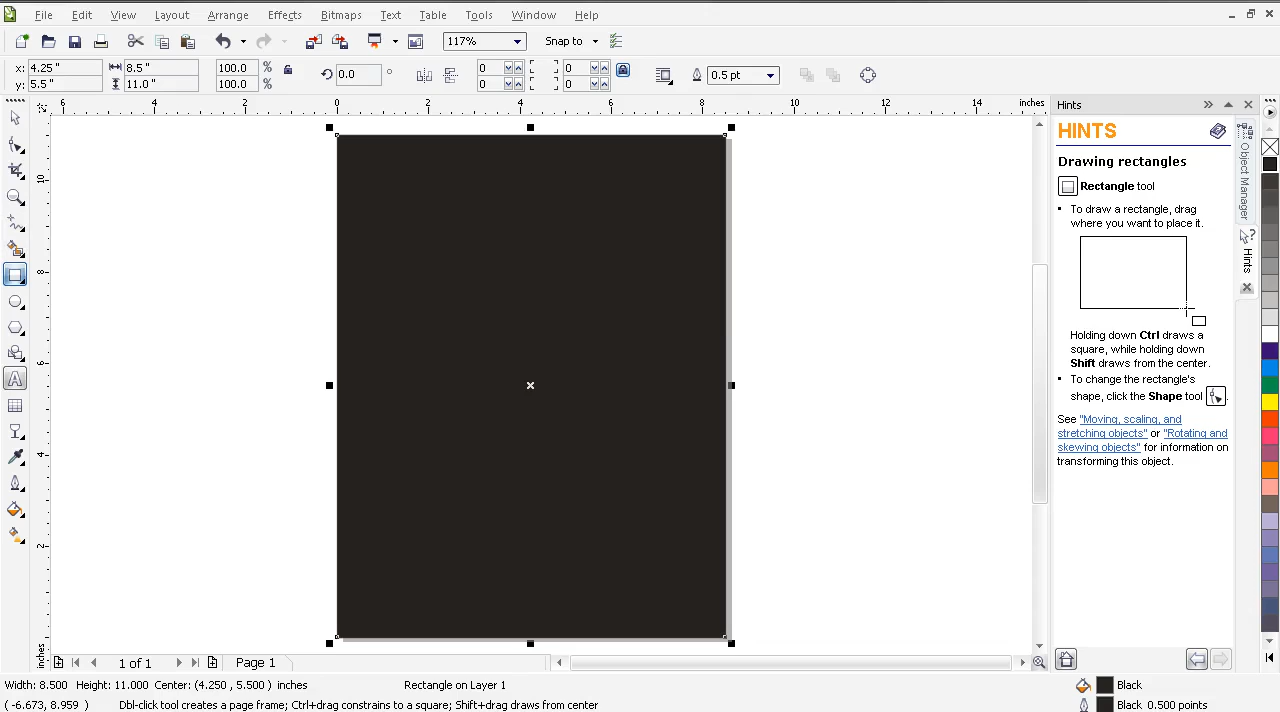 File Edit View Layout Arrange Effects Bitmaps Text Table Tools Window Help
117% Snap to
x: 4.25 " 8.5 " 100.0 % 0.0 ° 0 0 0.5 pt
y: 5.5 " 11.0 " 100.0 % 0 0
6 4 2 0 2 4 6 8 10 12 14 inches
10
8
6
4
2
inches
Hints
HINTS
Drawing rectangles
Rectangle tool
• To draw a rectangle, drag
where you want to place it.
Holding down Ctrl draws a
square, while holding down
Shift draws from the center.
• To change the rectangle's
shape, click the Shape tool .
See "Moving, scaling, and
stretching objects" or "Rotating and
skewing objects" for information on
transforming this object.
Object Manager
Hints
1 of 1 Page 1
Width: 8.500 Height: 11.000 Center: (4.250 , 5.500 ) inches Rectangle on Layer 1 Black
( -6.673, 8.959 ) Dbl-click tool creates a page frame; Ctrl+drag constrains to square; Shift+drag draws from center Black 0.500 points